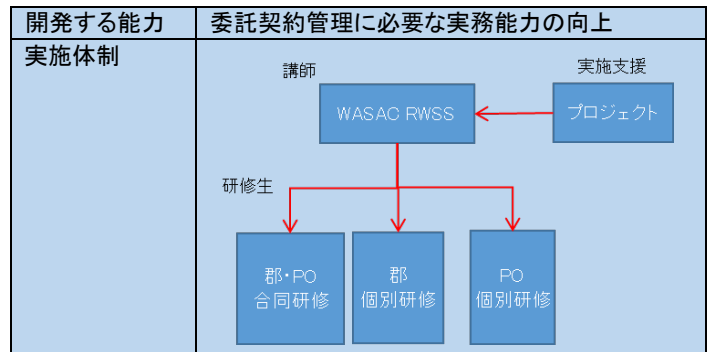 開発する能力 委託契約管理に必要な実務能力の向上
実施体制
講師 実施支援
WASAC RWSS プロジェクト
研修生
郡・PO
合同研修
郡
個別研修
PO
個別研修